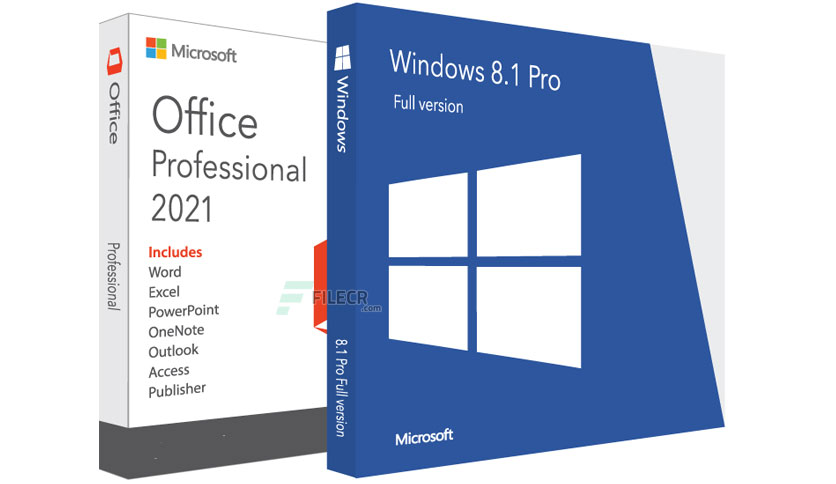 Microsoft
Office
Professional
2021
Includes
Word
Excel
PowerPoint
OneNote
Outlook
Access
Publisher
Office
Professional
FILECR
.com
Windows
8.1 Pro Full version
Windows 8.1 Pro
Full version
Microsoft